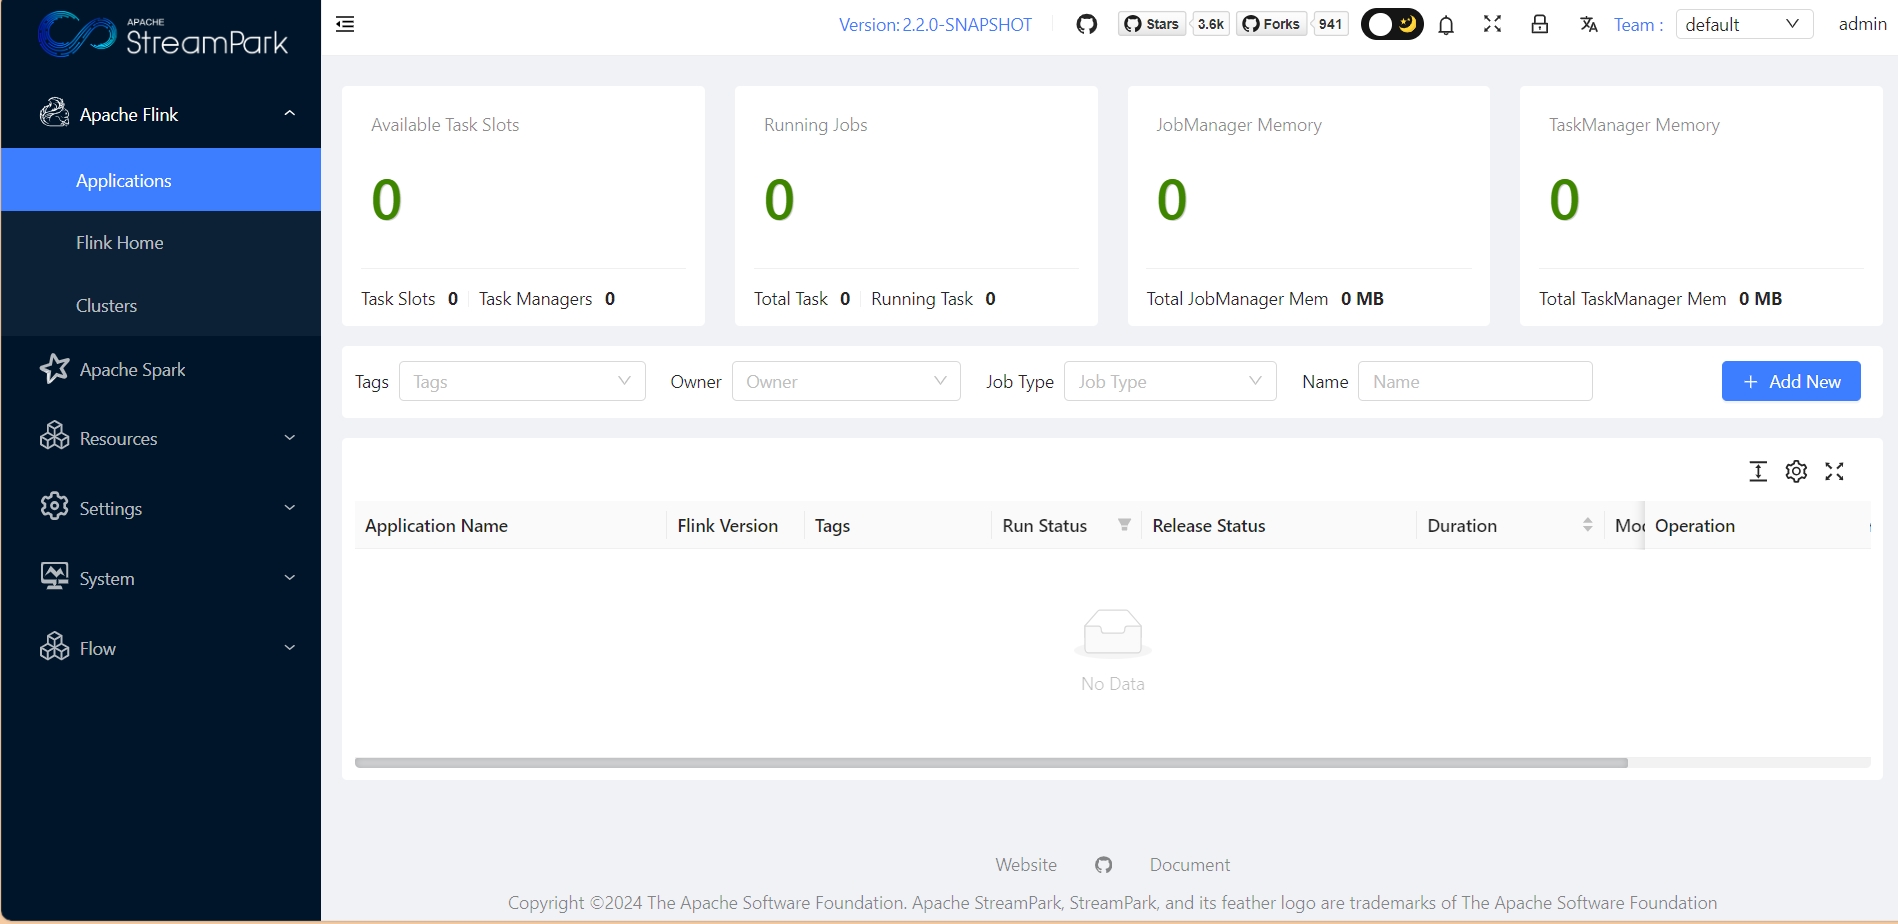 APACHE
StreamPark
Version: 2.2.0-SNAPSHOT
Stars 3.6k Forks 941
Team : default admin
Apache Flink
Applications
Flink Home
Clusters
Apache Spark
Resources
Settings
System
Flow
Available Task Slots
0
Task Slots 0 Task Managers 0
Running Jobs
0
Total Task 0 Running Task 0
JobManager Memory
0
Total JobManager Mem 0 MB
TaskManager Memory
0
Total TaskManager Mem 0 MB
Tags Tags Owner Owner Job Type Job Type Name Name + Add New
Application Name Flink Version Tags Run Status Release Status Duration Operation
No Data
Website Document
Copyright ©2024 The Apache Software Foundation. Apache StreamPark, StreamPark, and its feather logo are trademarks of The Apache Software Foundation